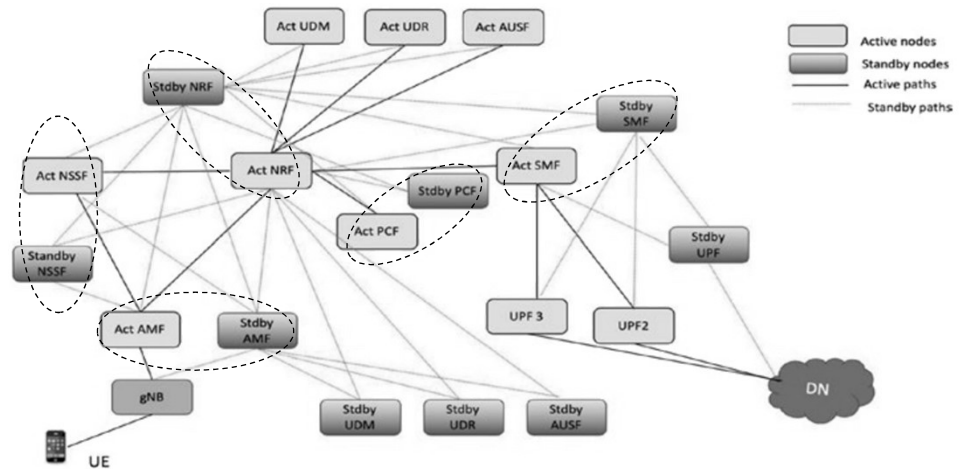 Act UDM
Act UDR
Act AUSF
Active nodes
Standby nodes
Active paths
Standby paths
Stdby NRF
Stdby
SMF
Act NSSF
Act NRF
Act SMF
Stdby PCF
Act PCF
Standby
NSSF
Stdby
UPF
Act AMF
Stdby
AMF
UPF 3
UPF2
gNB
DN
Stdby
UDM
Stdby
UDR
Stdby
AUSF
UE